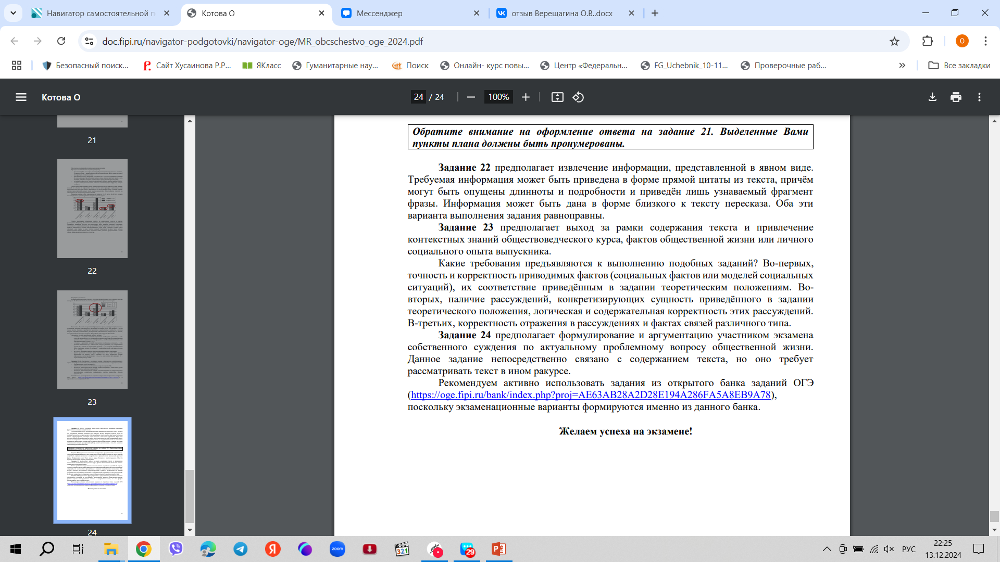 Навигатор самостоятельной п
Котова О
Мессенджер
отзыв Верещагина О.В..docx
doc.fipi.ru/navigator-podgotovki/navigator-oge/MR_obcschestvo_oge_2024.pdf
О
Безопасный поиск...
Сайт Хусаинова Р.Р...
ЯКласс
Гуманитарные нау...
Поиск
Онлайн- курс повы...
Центр «Федеральн...
FG_Uchebnik_10-11...
Проверочные раб...
Все закладки
Котова О
24 / 24
100%
21
22
23
24
Обратите внимание на оформление ответа на задание 21. Выделенные Вами
пункты плана должны быть пронумерованы.
Задание 22 предполагает извлечение информации, представленной в явном виде.
Требуемая информация может быть приведена в форме прямой цитаты из текста, причём
могут быть опущены длинноты и подробности и приведён лишь узнаваемый фрагмент
фразы. Информация может быть дана в форме близкого к тексту пересказа. Оба эти
варианта выполнения задания равноправны.
Задание 23 предполагает выход за рамки содержания текста и привлечение
контекстных знаний обществоведческого курса, фактов общественной жизни или личного
социального опыта выпускника.
Какие требования предъявляются к выполнению подобных заданий? Во-первых,
точность и корректность приводимых фактов (социальных фактов или моделей социальных
ситуаций), их соответствие приведённым в задании теоретическим положениям. Во-
вторых, наличие рассуждений, конкретизирующих сущность приведённого в задании
теоретического положения, логическая и содержательная корректность этих рассуждений.
В-третьих, корректность отражения в рассуждениях и фактах связей различного типа.
Задание 24 предполагает формулирование и аргументацию участником экзамена
собственного суждения по актуальному проблемному вопросу общественной жизни.
Данное задание непосредственно связано с содержанием текста, но оно требует
рассматривать текст в ином ракурсе.
Рекомендуем активно использовать задания из открытого банка заданий ОГЭ
(https://oge.fipi.ru/bank/index.php?proj=AE63AB28A2D28E194A286FA5A8EB9A78),
поскольку экзаменационные варианты формируются именно из данного банка.
Желаем успеха на экзамене!
zoom
321
29
РУС
22:25
13.12.2024